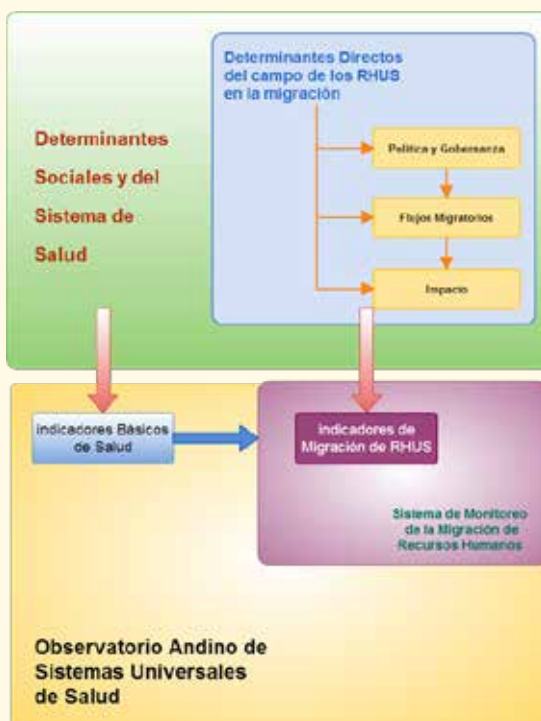 Determinantes Directos
del campo de los RHUS
en la migración
Determinantes
Sociales y del
Sistema de
Salud
Política y Gobernanza
Flujos Migratorios
Impacto
indicadores Básicos
de Salud
indicadores de
Migración de RHUS
Sistema de Monitoreo
de la Migración de
Recursos Humanos
Observatorio Andino de
Sistemas Universales
de Salud